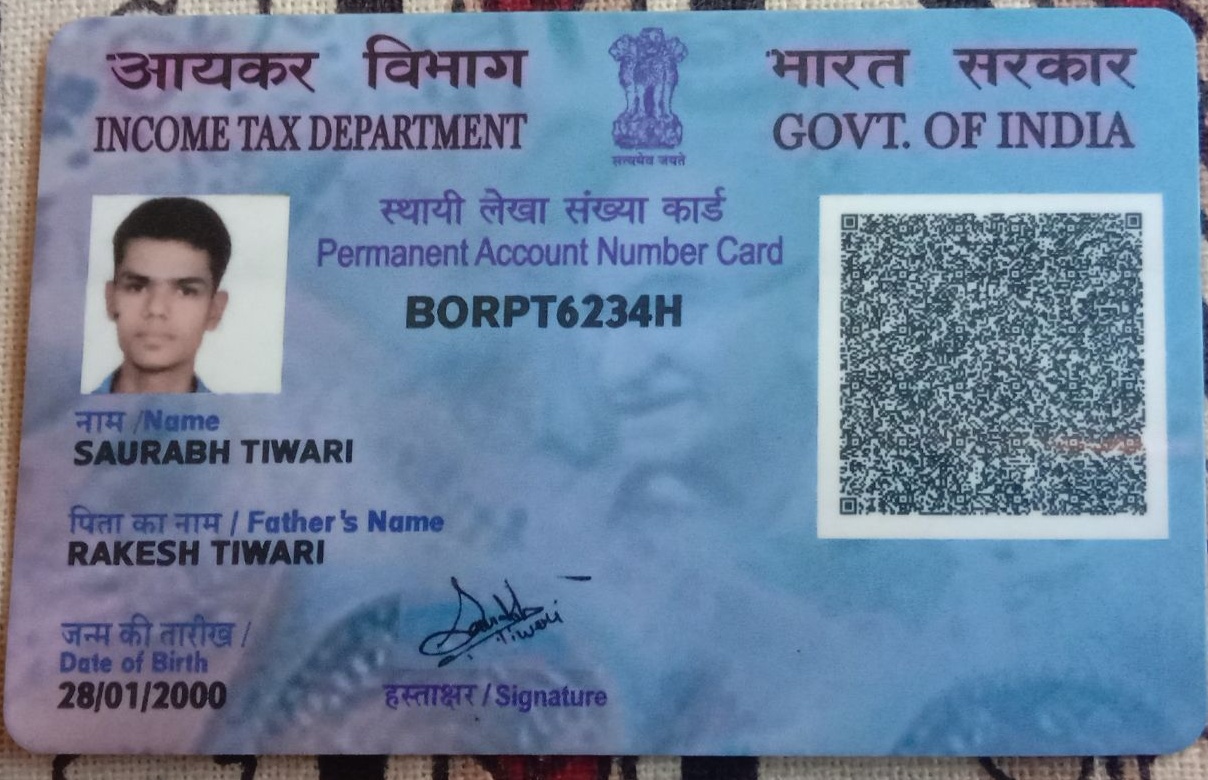 आयकर विभाग
INCOME TAX DEPARTMENT
सत्यमेव जयते
भारत सरकार
GOVT. OF INDIA
स्थायी लेखा संख्या कार्ड
Permanent Account Number Card
BORPT6234H
नाम /Name
SAURABH TIWARI
पिता का नाम / Father's Name
RAKESH TIWARI
जन्म की तारीख /
Date of Birth
28/01/2000
Saurabh
Tiwari
हस्ताक्षर / Signature